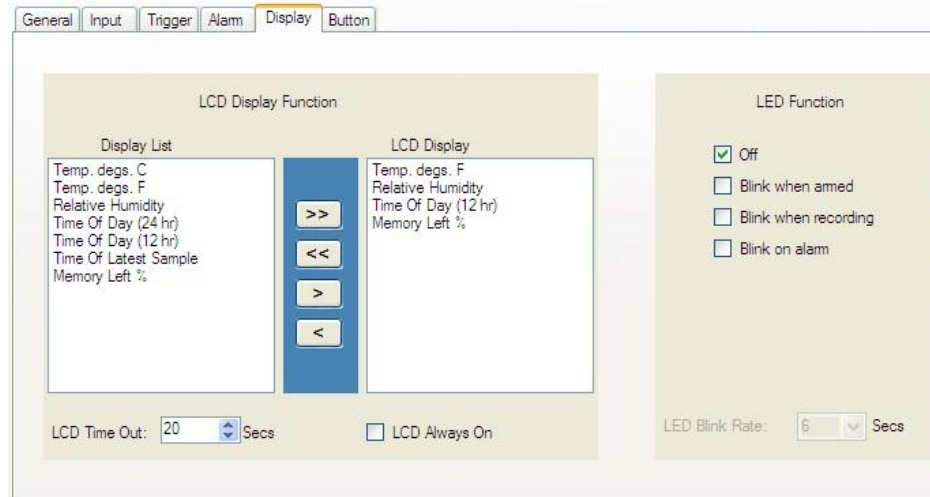 General Input Trigger Alarm Display Button
LCD Display Function
Display List
Temp. degs. C
Temp. degs. F
Relative Humidity
Time Of Day (24 hr)
Time Of Day (12 hr)
Time Of Latest Sample
Memory Left %
>>
<<
>
<
LCD Display
Temp. degs. F
Relative Humidity
Time Of Day (12 hr)
Memory Left %
LCD Time Out: 20 Secs
LCD Always On
LED Function
Off
Blink when armed
Blink when recording
Blink on alarm
LED Blink Rate: 6 Secs